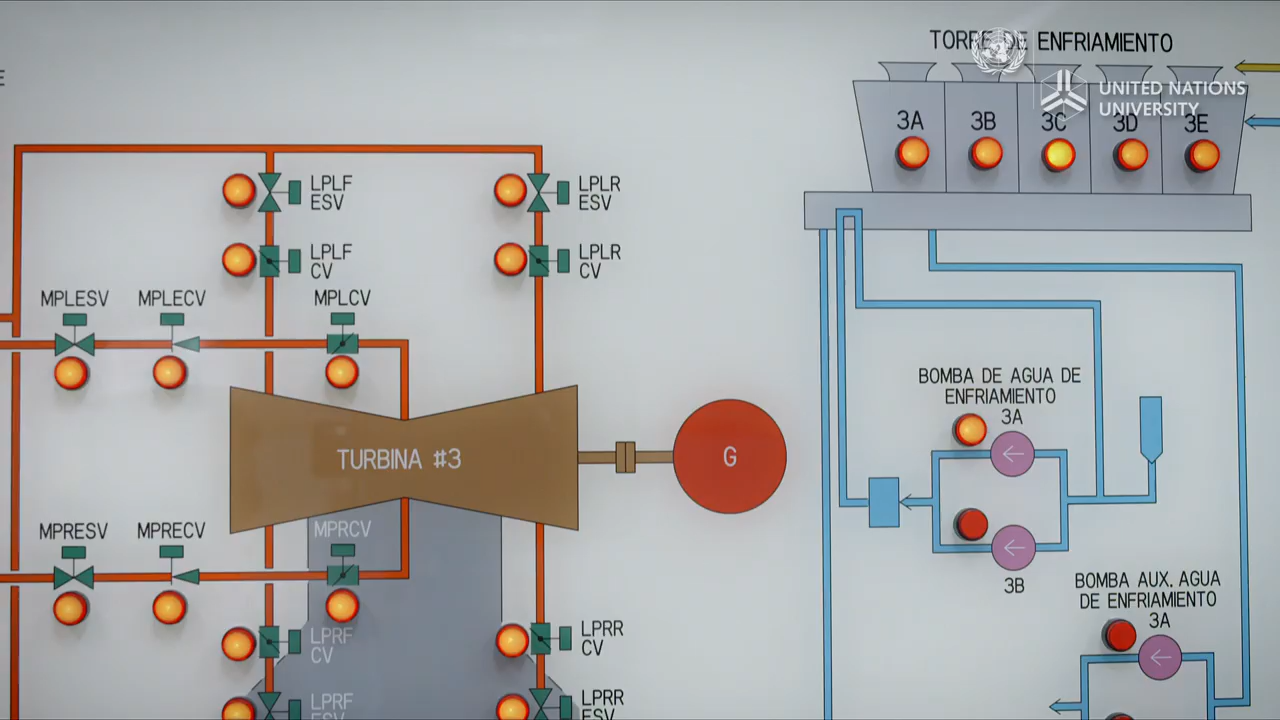 TORRE DE ENFRIAMIENTO
UNITED NATIONS
UNIVERSITY
3A
3B
3C
3D
3E
E
LPLF
ESV
LPLR
ESV
LPLF
CV
LPLR
CV
MPLESV
MPLECV
MPLCV
BOMBA DE AGUA DE
ENFRIAMIENTO
3A
TURBINA #3
G
MPRESV
MPRECV
MPRCV
3B
BOMBA AUX. AGUA
DE ENFRIAMIENTO
3A
LPRF
CV
LPRR
CV
LPRF
ESV
LPRR
ESV